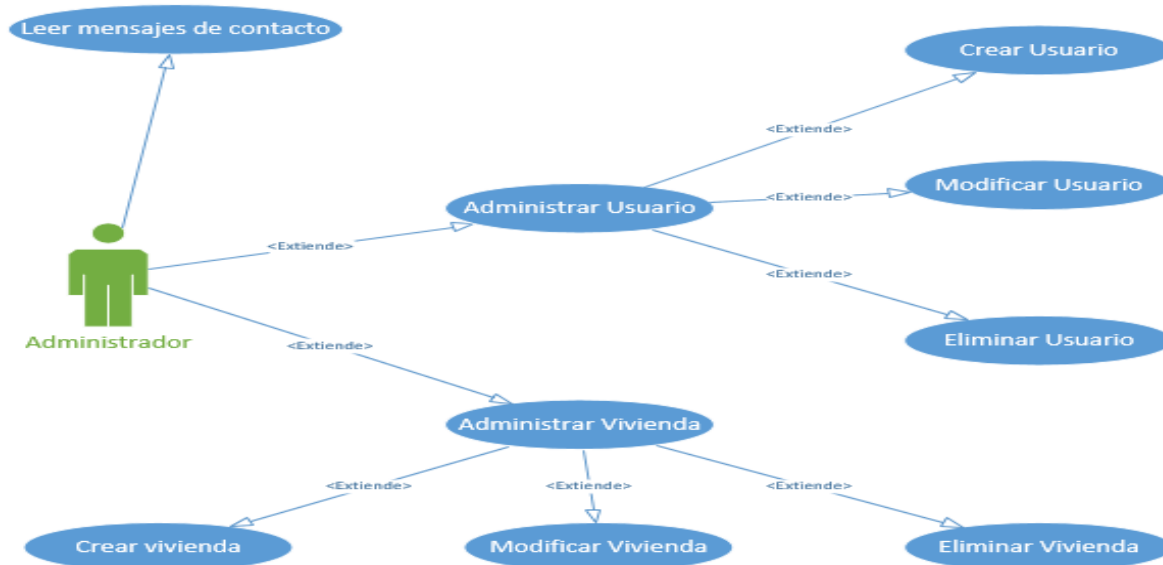 Leer mensajes de contacto
Crear Usuario
<Extiende>
Modificar Usuario
<Extiende>
Administrar Usuario
<Extiende>
<Extiende>
Eliminar Usuario
Administrador
<Extiende>
Administrar Vivienda
<Extiende>
<Extiende>
<Extiende>
Crear vivienda
Modificar Vivienda
Eliminar Vivienda